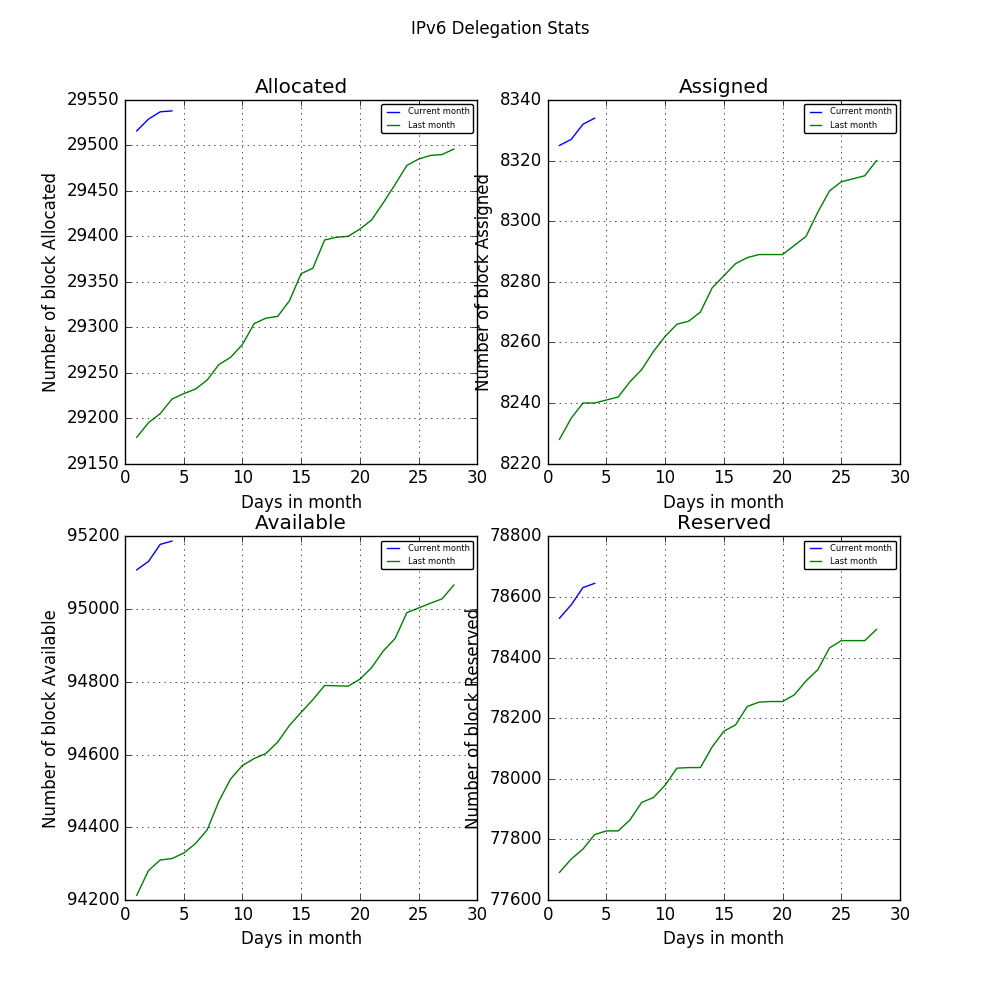 IPv6 Delegation Stats
Allocated
Number of block Allocated
29550
29500
29450
29400
29350
29300
29250
29200
29150
0 5 10 15 20 25 30
Days in month
Current month
Last month
Assigned
Number of block Assigned
8340
8320
8300
8280
8260
8240
8220
0 5 10 15 20 25 30
Days in month
Current month
Last month
Available
Number of block Available
95200
95000
94800
94600
94400
94200
0 5 10 15 20 25 30
Days in month
Current month
Last month
Reserved
Number of block Reserved
78800
78600
78400
78200
78000
77800
77600
0 5 10 15 20 25 30
Days in month
Current month
Last month